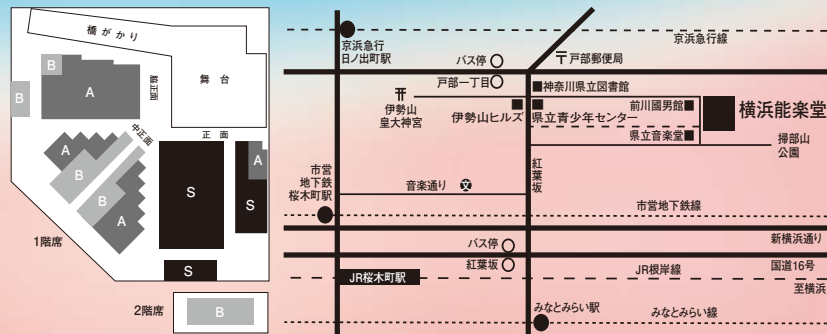 橋がかり
舞台
脇正面
B
B
A
中正面
正面
A
B
B
A
S
A
S
S
1階席
2階席
B
京浜急行
日ノ出町駅
京浜急行線
バス停
戸部郵便局
戸部一丁目
神奈川県立図書館
伊勢山
皇大神宮
伊勢山ヒルズ
県立青少年センター
前川國男館
横浜能楽堂
県立音楽堂
掃部山
公園
紅葉坂
市営
地下鉄
桜木町駅
音楽通り
文
市営地下鉄線
新横浜通り
バス停
紅葉坂
国道16号
JR桜木町駅
JR根岸線
至横浜
みなとみらい駅
みなとみらい線